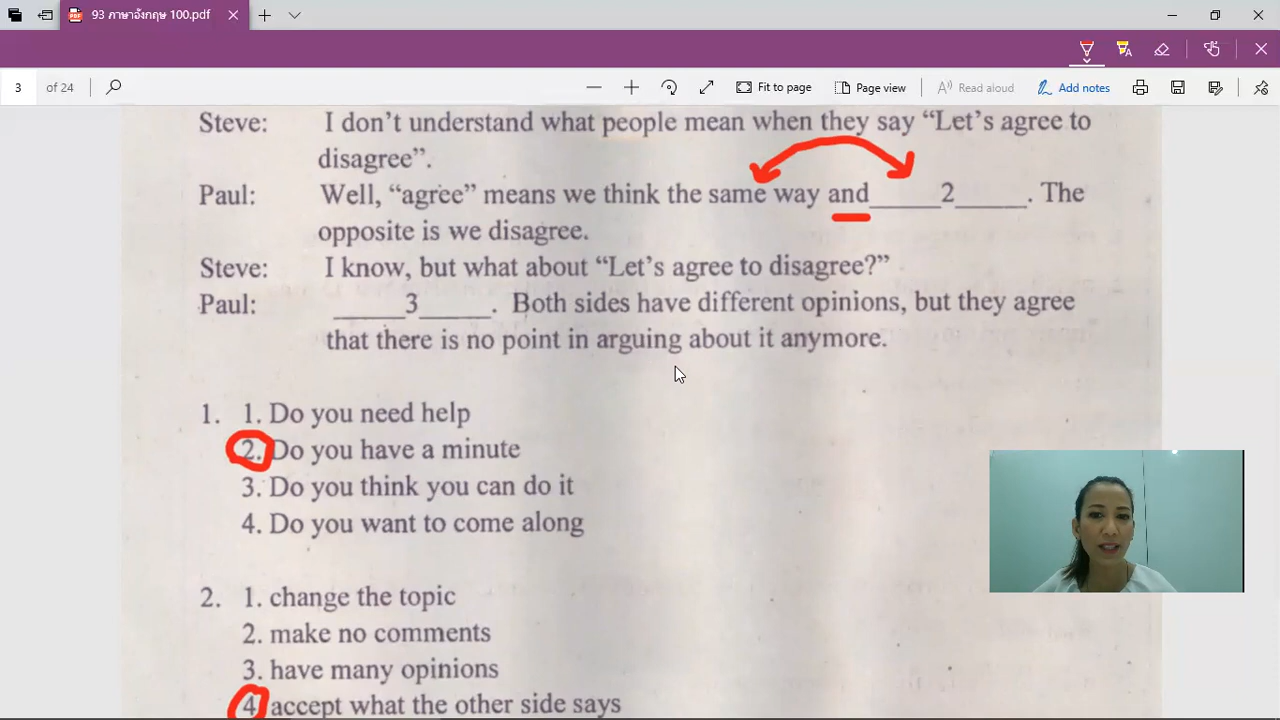 93 ภาษาอังกฤษ 100.pdf
3 of 24 Fit to page Page view Read aloud Add notes
Steve: I don't understand what people mean when they say “Let's agree to
disagree”.
Paul: Well, “agree” means we think the same way and_____2_____. The
opposite is we disagree.
Steve: I know, but what about “Let's agree to disagree?”
Paul: _____3_____. Both sides have different opinions, but they agree
that there is no point in arguing about it anymore.
1. 1. Do you need help
2. Do you have a minute
3. Do you think you can do it
4. Do you want to come along
2. 1. change the topic
2. make no comments
3. have many opinions
4 accept what the other side says